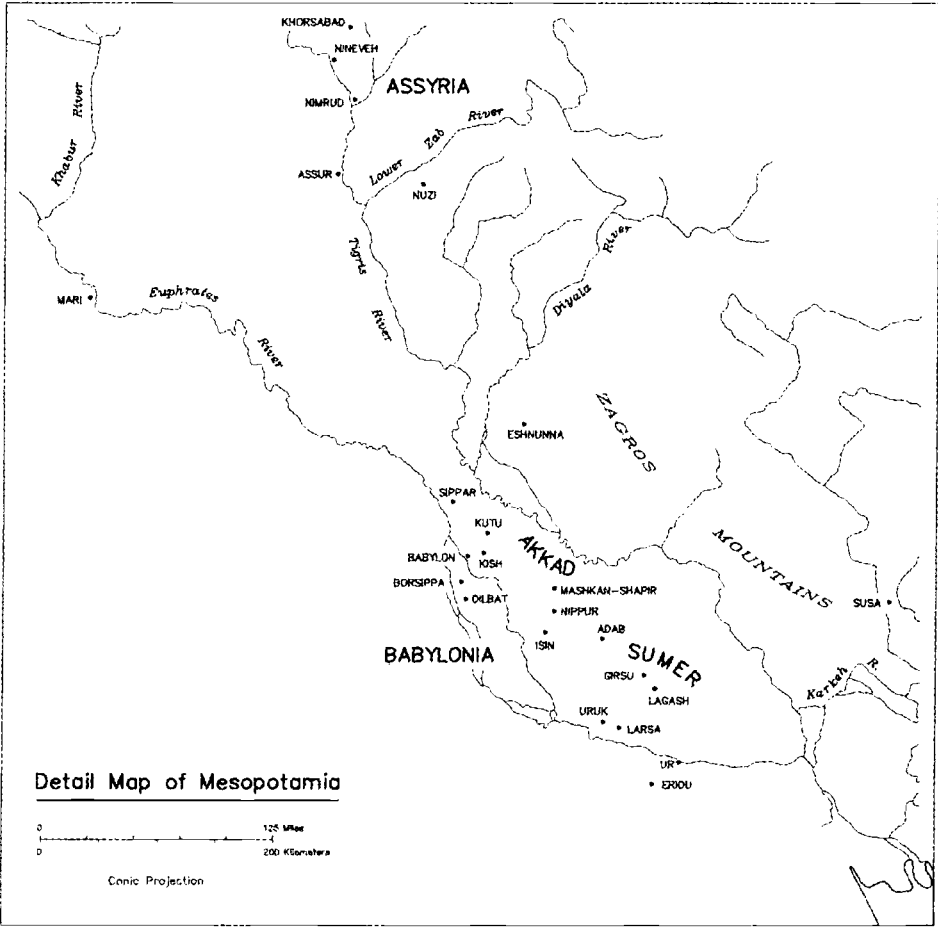 KHORSABAD
NINEVEH
ASSYRIA
NIMRUD
Khabur River
Lower Zab River
ASSUR
NUZI
Tigris River
Diyala River
MARI
Euphrates River
ZAGROS
ESHNUNNA
SIPPAR
KUTU
AKKAD
BABYLON
KISH
MOUNTAINS
BORSIPPA
DILBAT
MASHKAN-SHAPIR
SUSA
NIPPUR
ADAB
ISIN
BABYLONIA
SUMER
GIRSU
LAGASH
Karkeh R.
URUK
LARSA
UR
ERIDU
Detail Map of Mesopotamia
0 125 Miles
0 200 Kilometers
Conic Projection